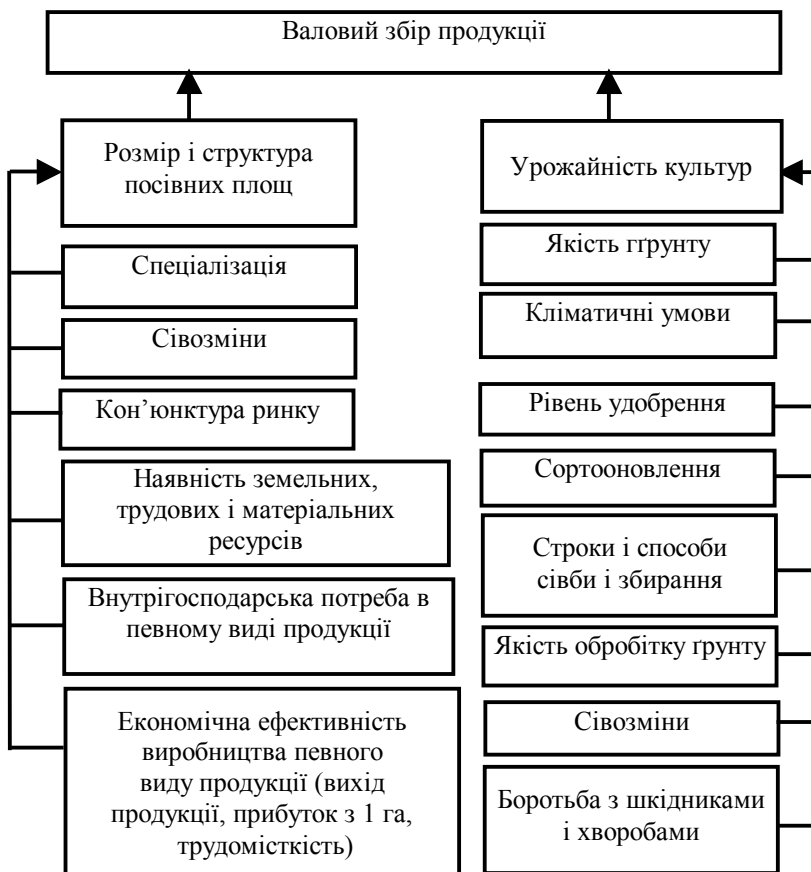 Валовий збір продукції
Розмір і структура
посівних площ
Спеціалізація
Сівозміни
Кон’юнктура ринку
Наявність земельних,
трудових і матеріальних
ресурсів
Внутрігосподарська потреба в
певному виді продукції
Економічна ефективність
виробництва певного
виду продукції (вихід
продукції, прибуток з 1 га,
трудомісткість)
Урожайність культур
Якість гґрунту
Кліматичні умови
Рівень удобрення
Сортооновлення
Строки і способи
сівби і збирання
Якість обробітку ґрунту
Сівозміни
Боротьба з шкідниками
і хворобами